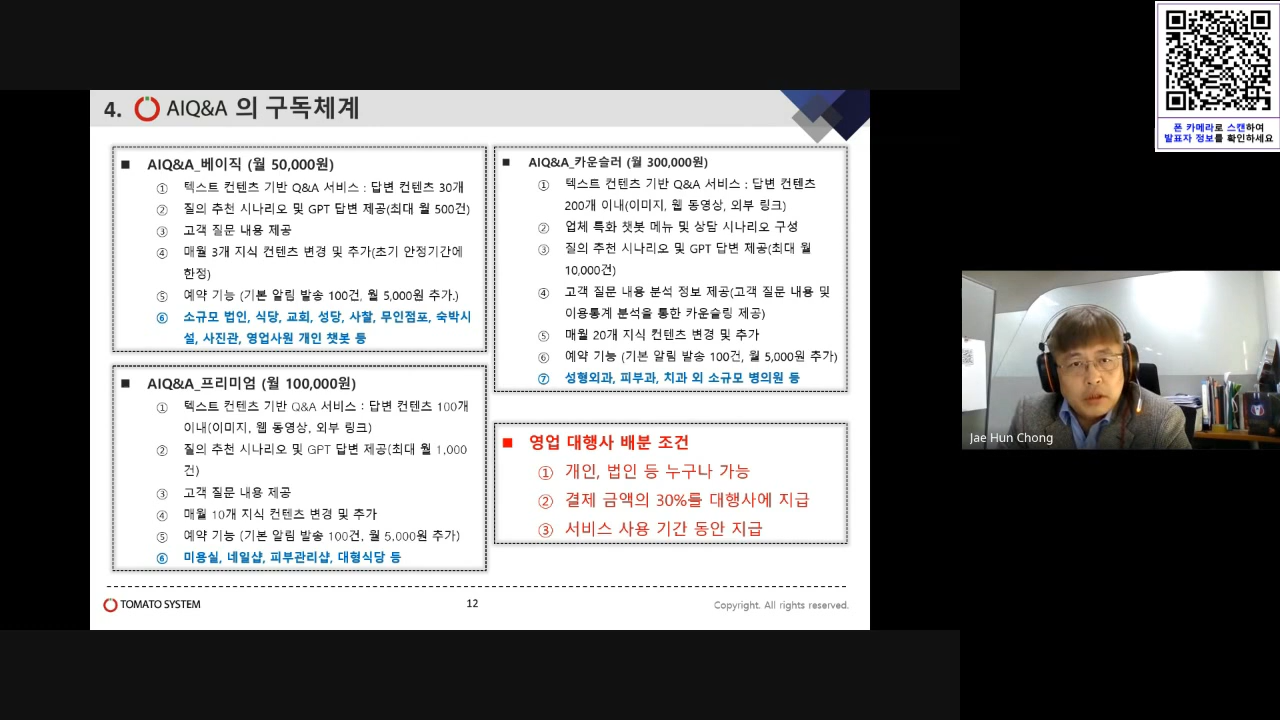 4. AIQ&A 의 구독체계
■ AIQ&A_베이직 (월 50,000원)
① 텍스트 컨텐츠 기반 Q&A 서비스 : 답변 컨텐츠 30개
② 질의 추천 시나리오 및 GPT 답변 제공(최대 월 500건)
③ 고객 질문 내용 제공
④ 매월 3개 지식 컨텐츠 변경 및 추가(초기 안정기간에
한정)
⑤ 예약 기능 (기본 알림 발송 100건, 월 5,000원 추가.)
⑥ 소규모 법인, 식당, 교회, 성당, 사찰, 무인점포, 숙박시
설, 사진관, 영업사원 개인 챗봇 등
■ AIQ&A_프리미엄 (월 100,000원)
① 텍스트 컨텐츠 기반 Q&A 서비스 : 답변 컨텐츠 100개
이내(이미지, 웹 동영상, 외부 링크)
② 질의 추천 시나리오 및 GPT 답변 제공(최대 월 1,000
건)
③ 고객 질문 내용 제공
④ 매월 10개 지식 컨텐츠 변경 및 추가
⑤ 예약 기능 (기본 알림 발송 100건, 월 5,000원 추가)
⑥ 미용실, 네일샵, 피부관리샵, 대형식당 등
■ AIQ&A_카운슬러 (월 300,000원)
① 텍스트 컨텐츠 기반 Q&A 서비스 : 답변 컨텐츠
200개 이내(이미지, 웹 동영상, 외부 링크)
② 업체 특화 챗봇 메뉴 및 상담 시나리오 구성
③ 질의 추천 시나리오 및 GPT 답변 제공(최대 월
10,000건)
④ 고객 질문 내용 분석 정보 제공(고객 질문 내용 및
이용통계 분석을 통한 카운슬링 제공)
⑤ 매월 20개 지식 컨텐츠 변경 및 추가
⑥ 예약 기능 (기본 알림 발송 100건, 월 5,000원 추가)
⑦ 성형외과, 피부과, 치과 외 소규모 병의원 등
■ 영업 대행사 배분 조건
① 개인, 법인 등 누구나 가능
② 결제 금액의 30%를 대행사에 지급
③ 서비스 사용 기간 동안 지급
TOMATO SYSTEM
12
Copyright. All rights reserved.
폰 카메라로 스캔하여
발표자 정보를 확인하세요
Jae Hun Chong